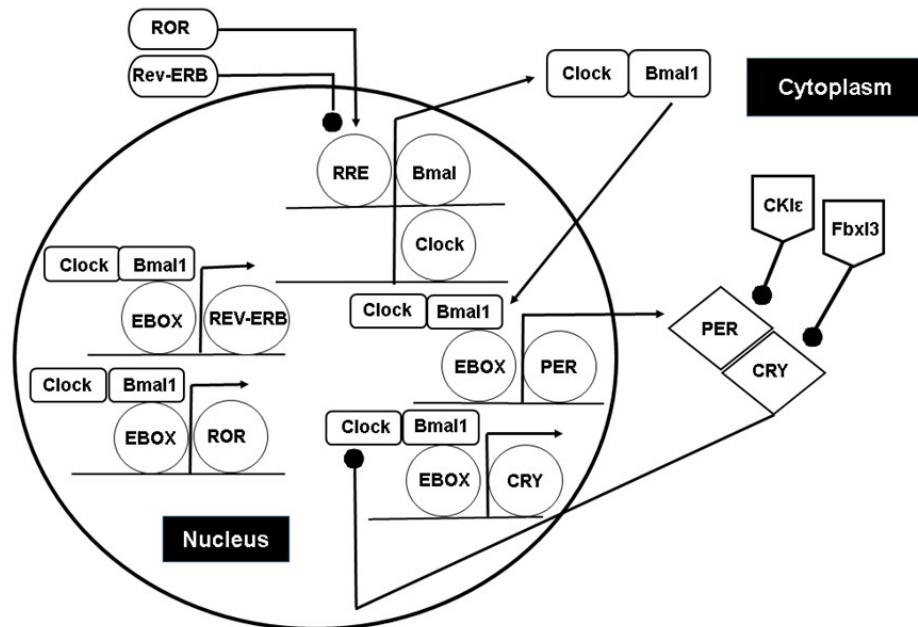 ROR
Rev-ERB
Clock Bmal1
Cytoplasm
RRE Bmal
Clock
CKIε
Fbxl3
Clock Bmal1
EBOX REV-ERB
Clock Bmal1
EBOX PER
PER
CRY
Clock Bmal1
EBOX ROR
Clock Bmal1
EBOX CRY
Nucleus